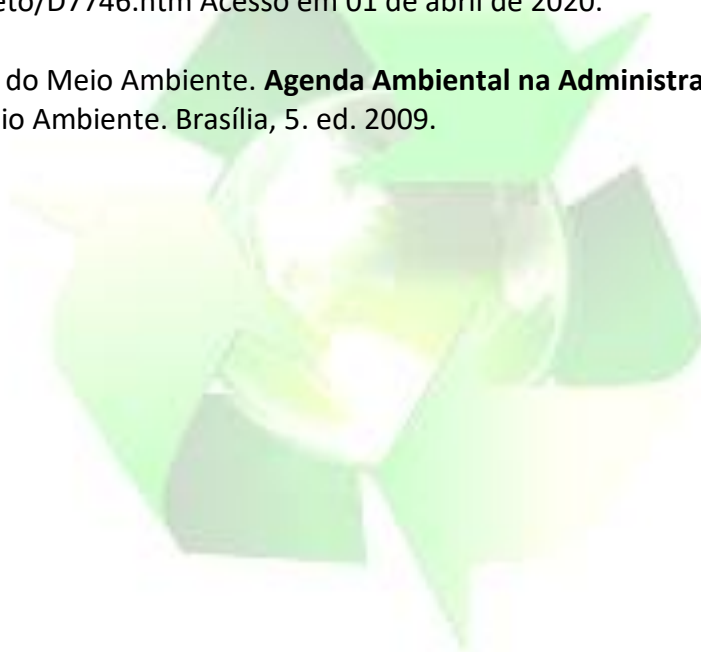 eto/D7746.htm Acesso em 01 de abril de 2020.
do Meio Ambiente. Agenda Ambiental na Administra
io Ambiente. Brasília, 5. ed. 2009.